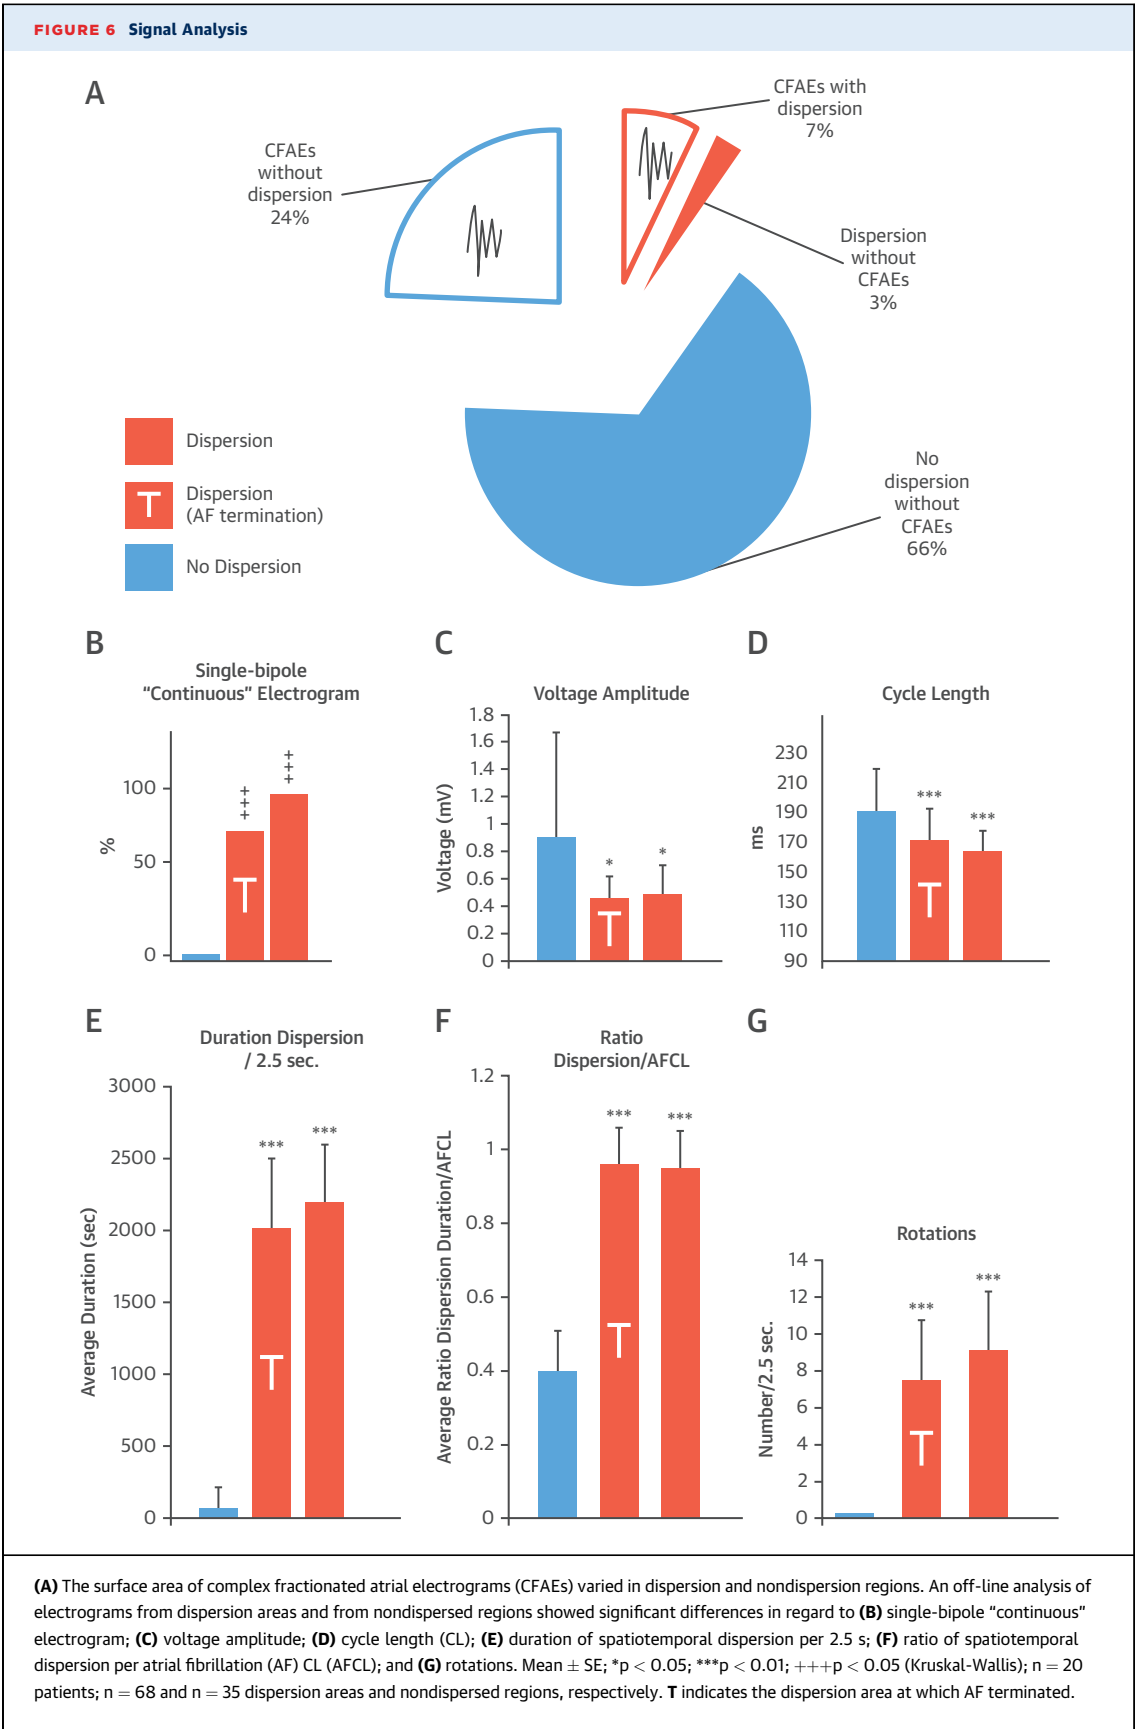 FIGURE 6 Signal Analysis
A
CFAEs with
dispersion
7%
CFAEs
without
dispersion
24%
Dispersion
without
CFAEs
3%
No
dispersion
without
CFAEs
66%
Dispersion
T
Dispersion
(AF termination)
No Dispersion
B
Single-bipole
“Continuous” Electrogram
%
100
50
0
+++
+++
T
C
Voltage Amplitude
Voltage (mV)
1.8
1.6
1.4
1.2
1
0.8
0.6
0.4
0.2
0
*
*
T
D
Cycle Length
ms
230
210
190
170
150
130
110
90
***
***
T
E
Duration Dispersion
/ 2.5 sec.
Average Duration (sec)
3000
2500
2000
1500
1000
500
0
***
***
T
F
Ratio
Dispersion/AFCL
Average Ratio Dispersion Duration/AFCL
1.2
1
0.8
0.6
0.4
0.2
0
***
***
T
G
Rotations
Number/2.5 sec.
14
12
10
8
6
4
2
0
***
***
T
(A) The surface area of complex fractionated atrial electrograms (CFAEs) varied in dispersion and nondispersion regions. An off-line analysis of
electrograms from dispersion areas and from nondispersed regions showed significant differences in regard to (B) single-bipole “continuous”
electrogram; (C) voltage amplitude; (D) cycle length (CL); (E) duration of spatiotemporal dispersion per 2.5 s; (F) ratio of spatiotemporal
dispersion per atrial fibrillation (AF) CL (AFCL); and (G) rotations. Mean ± SE; *p < 0.05; ***p < 0.01; +++p < 0.05 (Kruskal-Wallis); n = 20
patients; n = 68 and n = 35 dispersion areas and nondispersed regions, respectively. T indicates the dispersion area at which AF terminated.